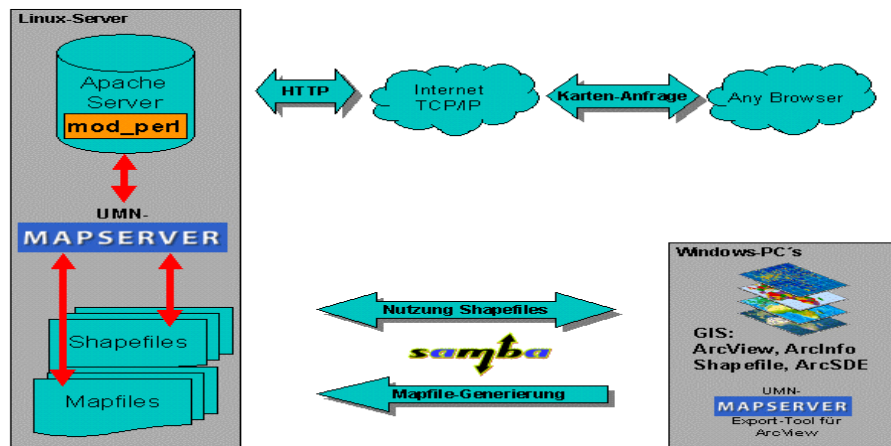 Linux-Server
Apache
Server
mod_perl
HTTP
Internet
TCP/IP
Karten-Anfrage
Any Browser
UMN-
MAPSERVER
Shapefiles
Mapfiles
Nutzung Shapefiles
samba
Mapfile-Generierung
Windows-PC´s
GIS:
ArcView, ArcInfo
Shapefile, ArcSDE
UMN-
MAPSERVER
Export-Tool für
ArcView